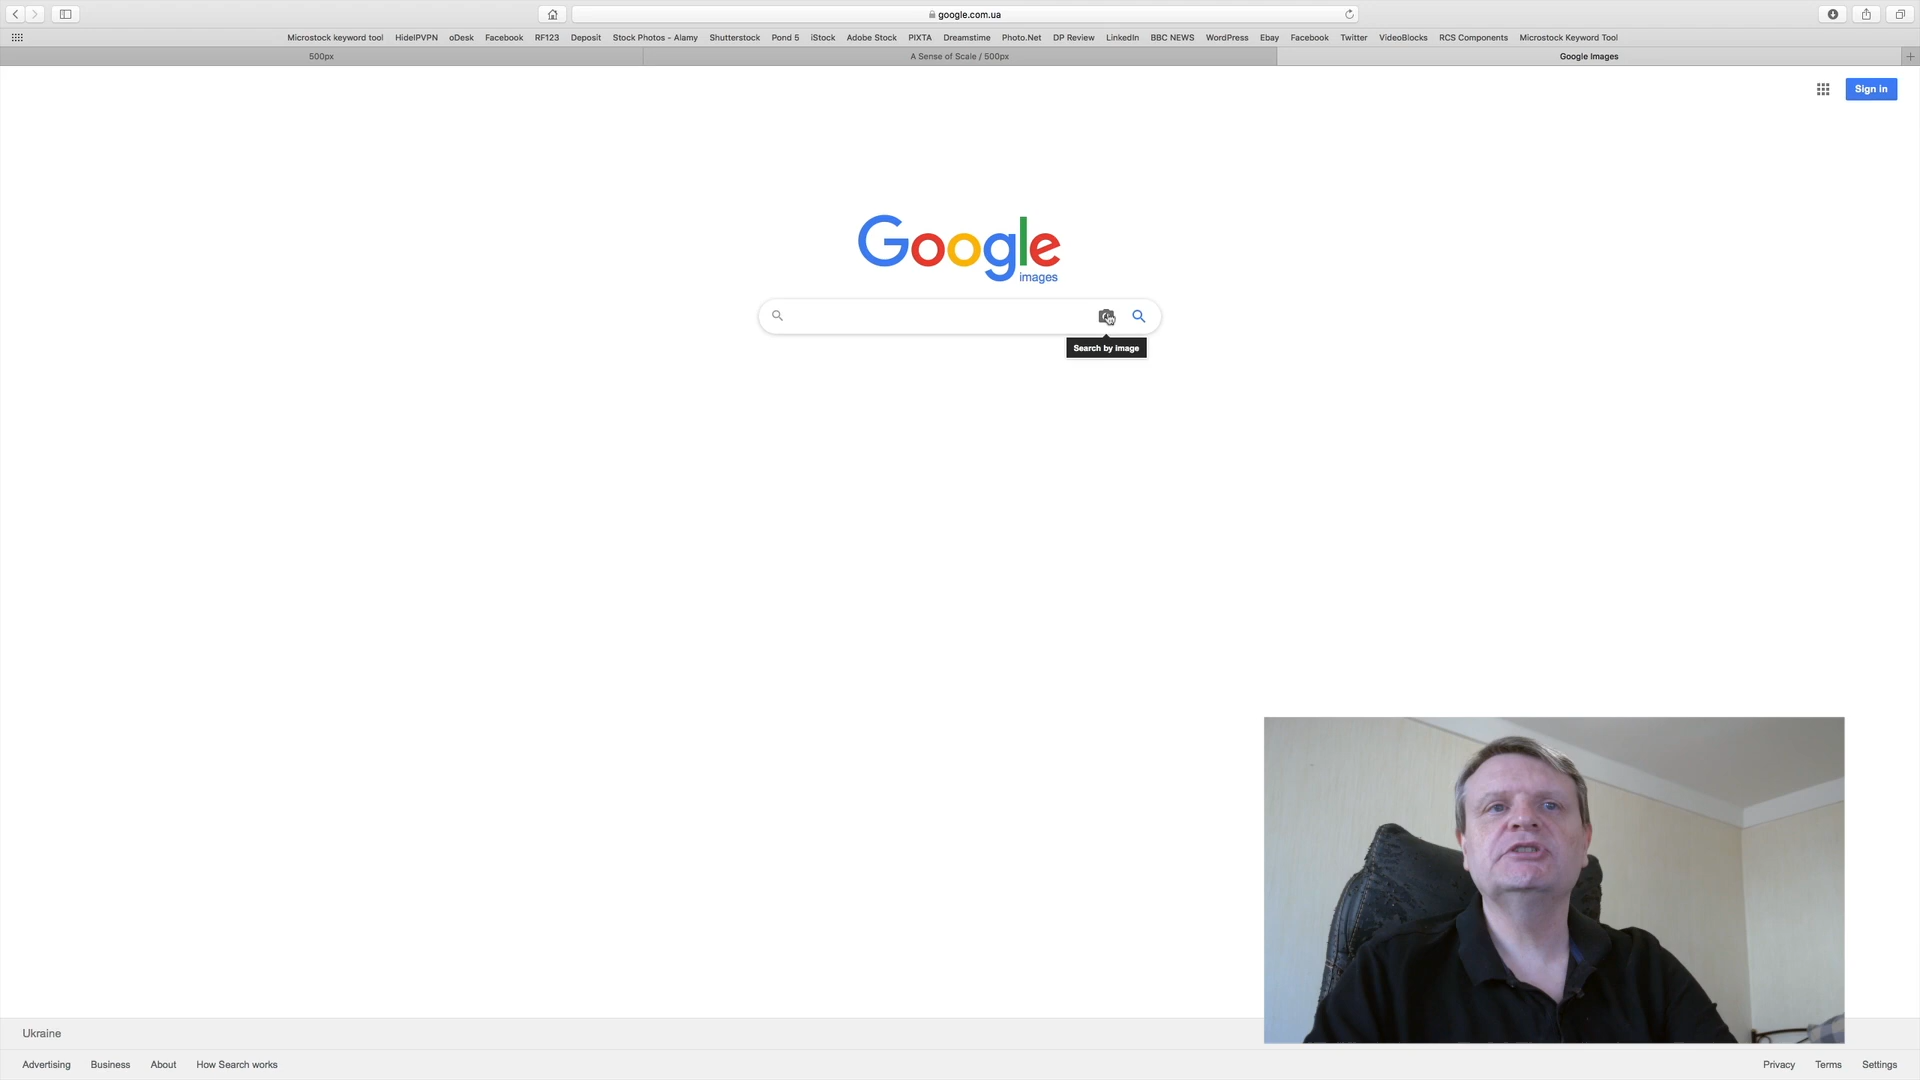 google.com.ua
Microstock keyword tool HideIPVPN oDesk Facebook RF123 Deposit Stock Photos - Alamy Shutterstock Pond 5 iStock Adobe Stock PIXTA Dreamstime Photo.Net DP Review LinkedIn BBC NEWS WordPress Ebay Facebook Twitter VideoBlocks RCS Components Microstock Keyword Tool
500px A Sense of Scale / 500px Google Images
Sign in
Google
images
Search by image
Ukraine
Advertising Business About How Search works Privacy Terms Settings